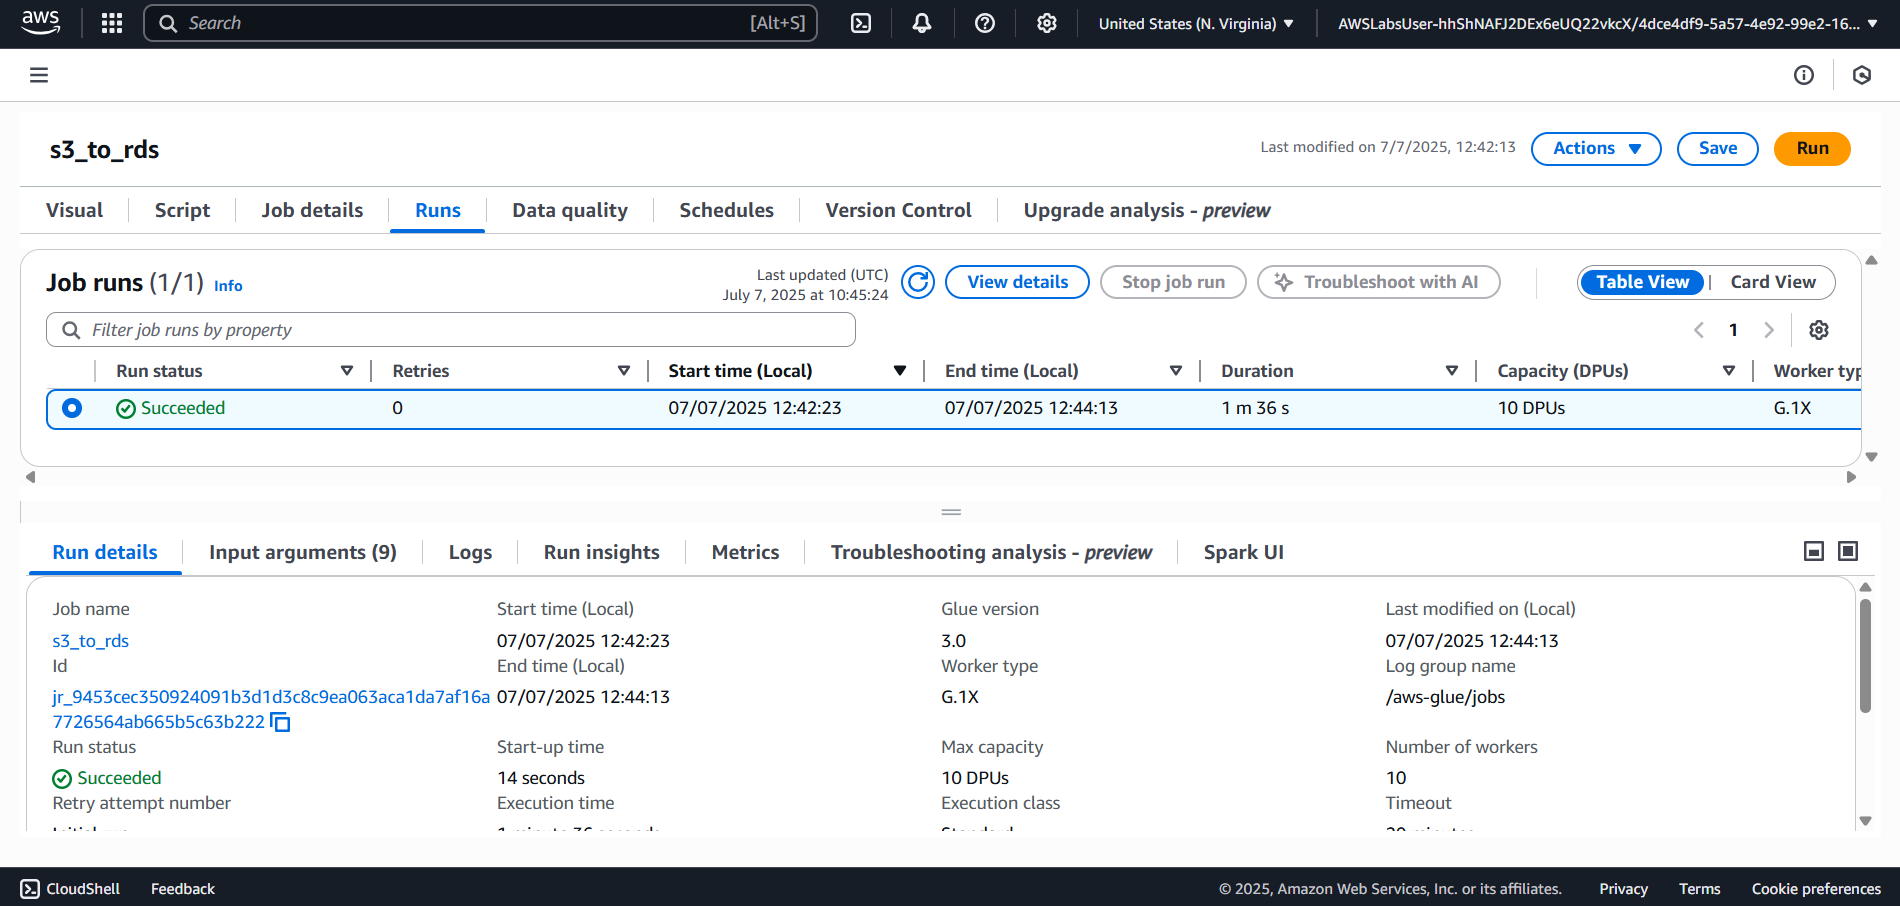 aws
Search [Alt+S] United States (N. Virginia) AWSLabsUser-hhShNAFJ2DEx6eUQ22vkcX/4dce4df9-5a57-4e92-99e2-16...
s3_to_rds
Last modified on 7/7/2025, 12:42:13 Actions Save Run
Visual Script Job details Runs Data quality Schedules Version Control Upgrade analysis - preview
Job runs (1/1) Info
Last updated (UTC)
July 7, 2025 at 10:45:24
View details Stop job run Troubleshoot with AI Table View Card View
Filter job runs by property
1
Run status Retries Start time (Local) End time (Local) Duration Capacity (DPUs) Worker typ
Succeeded 0 07/07/2025 12:42:23 07/07/2025 12:44:13 1 m 36 s 10 DPUs G.1X
Run details Input arguments (9) Logs Run insights Metrics Troubleshooting analysis - preview Spark UI
Job name Start time (Local) Glue version Last modified on (Local)
s3_to_rds 07/07/2025 12:42:23 3.0 07/07/2025 12:44:13
Id End time (Local) Worker type Log group name
jr_9453cec350924091b3d1d3c8c9ea063aca1da7af16a 07/07/2025 12:44:13 G.1X /aws-glue/jobs
7726564ab665b5c63b222
Run status Start-up time Max capacity Number of workers
Succeeded 14 seconds 10 DPUs 10
Retry attempt number Execution time Execution class Timeout
CloudShell Feedback © 2025, Amazon Web Services, Inc. or its affiliates. Privacy Terms Cookie preferences